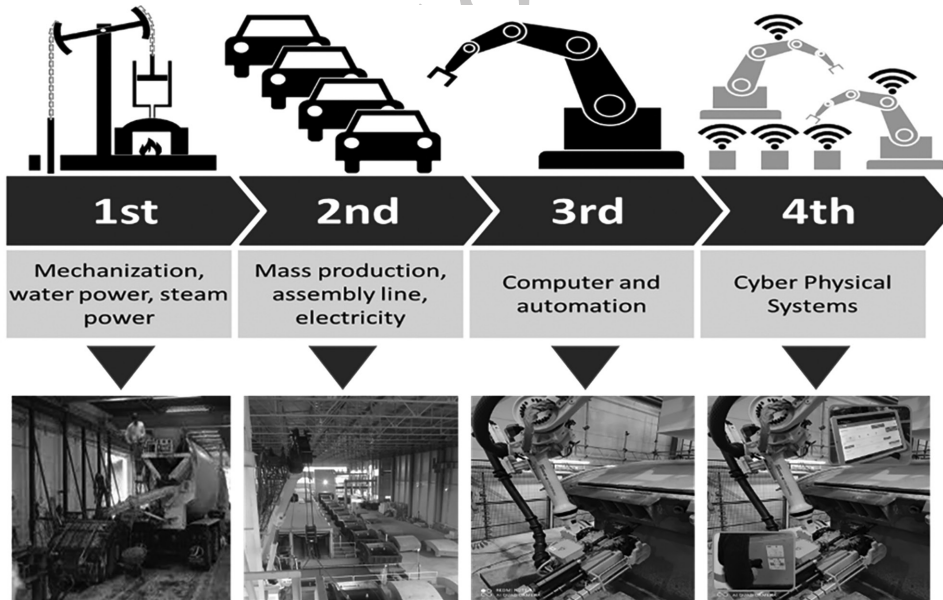 1st
2nd
3rd
4th
Mechanization,
water power, steam
power
Mass production,
assembly line,
electricity
Computer and
automation
Cyber Physical
Systems